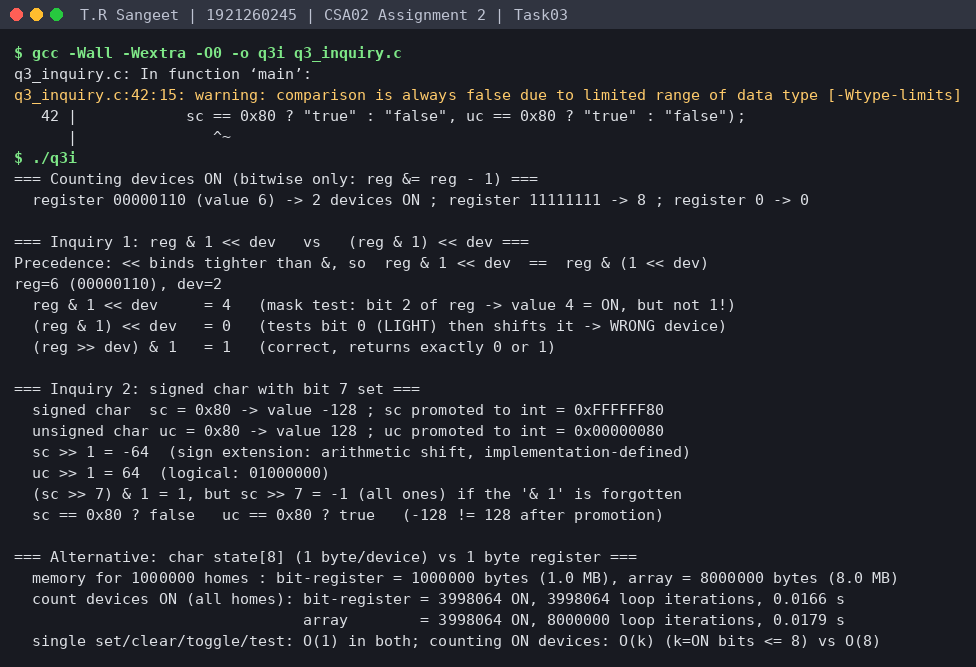 T.R Sangeet | 1921260245 | CSA02 Assignment 2 | Task03
$ gcc -Wall -Wextra -O0 -o q3i q3_inquiry.c
q3_inquiry.c: In function ‘main’:
q3_inquiry.c:42:15: warning: comparison is always false due to limited range of data type [-Wtype-limits]
   42 |            sc == 0x80 ? "true" : "false", uc == 0x80 ? "true" : "false");
      |               ^~
$ ./q3i
=== Counting devices ON (bitwise only: reg &= reg - 1) ===
  register 00000110 (value 6) -> 2 devices ON ; register 11111111 -> 8 ; register 0 -> 0

=== Inquiry 1: reg & 1 << dev   vs   (reg & 1) << dev ===
Precedence: << binds tighter than &, so  reg & 1 << dev  ==  reg & (1 << dev)
reg=6 (00000110), dev=2
  reg & 1 << dev     = 4   (mask test: bit 2 of reg -> value 4 = ON, but not 1!)
  (reg & 1) << dev   = 0   (tests bit 0 (LIGHT) then shifts it -> WRONG device)
  (reg >> dev) & 1   = 1   (correct, returns exactly 0 or 1)

=== Inquiry 2: signed char with bit 7 set ===
  signed char  sc = 0x80 -> value -128 ; sc promoted to int = 0xFFFFFF80
  unsigned char uc = 0x80 -> value 128 ; uc promoted to int = 0x00000080
  sc >> 1 = -64  (sign extension: arithmetic shift, implementation-defined)
  uc >> 1 = 64  (logical: 01000000)
  (sc >> 7) & 1 = 1, but sc >> 7 = -1 (all ones) if the '& 1' is forgotten
  sc == 0x80 ? false   uc == 0x80 ? true   (-128 != 128 after promotion)

=== Alternative: char state[8] (1 byte/device) vs 1 byte register ===
  memory for 1000000 homes : bit-register = 1000000 bytes (1.0 MB), array = 8000000 bytes (8.0 MB)
  count devices ON (all homes): bit-register = 3998064 ON, 3998064 loop iterations, 0.0166 s
                                array        = 3998064 ON, 8000000 loop iterations, 0.0179 s
  single set/clear/toggle/test: O(1) in both; counting ON devices: O(k) (k=ON bits <= 8) vs O(8)